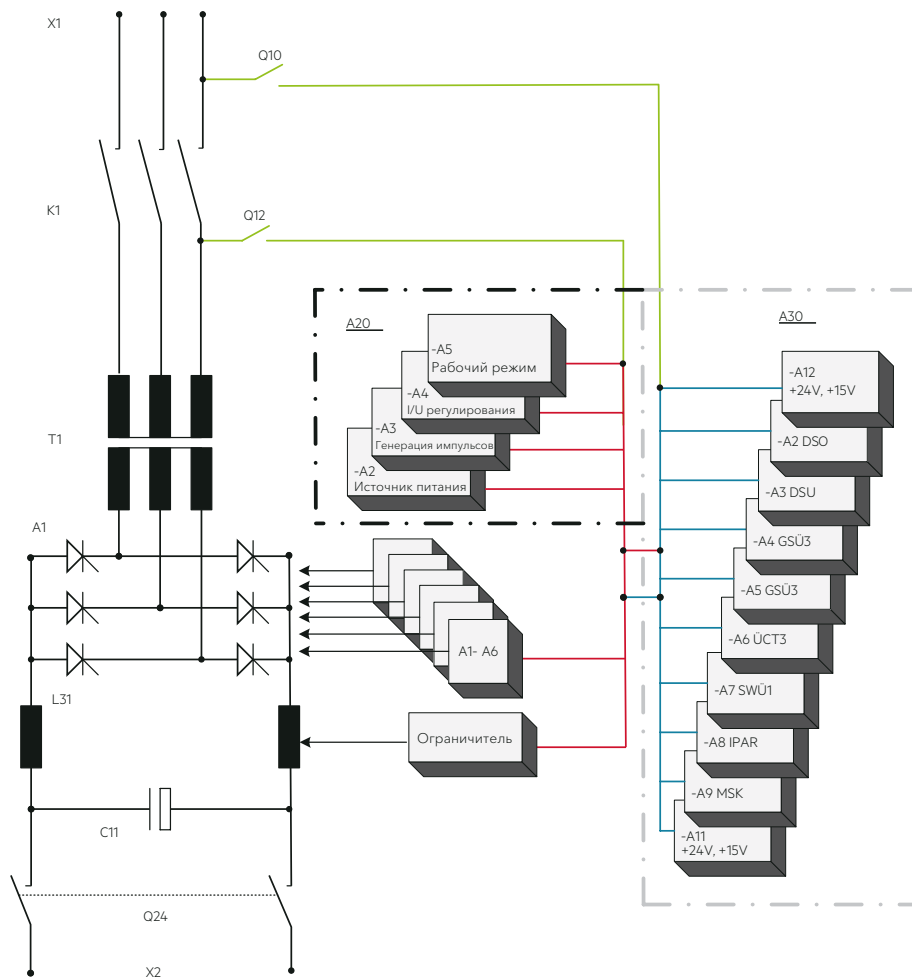 X1
Q10
K1
Q12
A20
A30
-A5
Рабочий режим
-A4
I/U регулирования
-A3
Генерация импульсов
-A2
Источник питания
-A12
+24V, +15V
-A2 DSO
-A3 DSU
-A4 GSÜ3
-A5 GSÜ3
-A6 ÜCT3
-A7 SWÜ1
-A8 IPAR
-A9 MSK
-A11
+24V, +15V
T1
A1
A1- A6
L31
Ограничитель
C11
Q24
X2